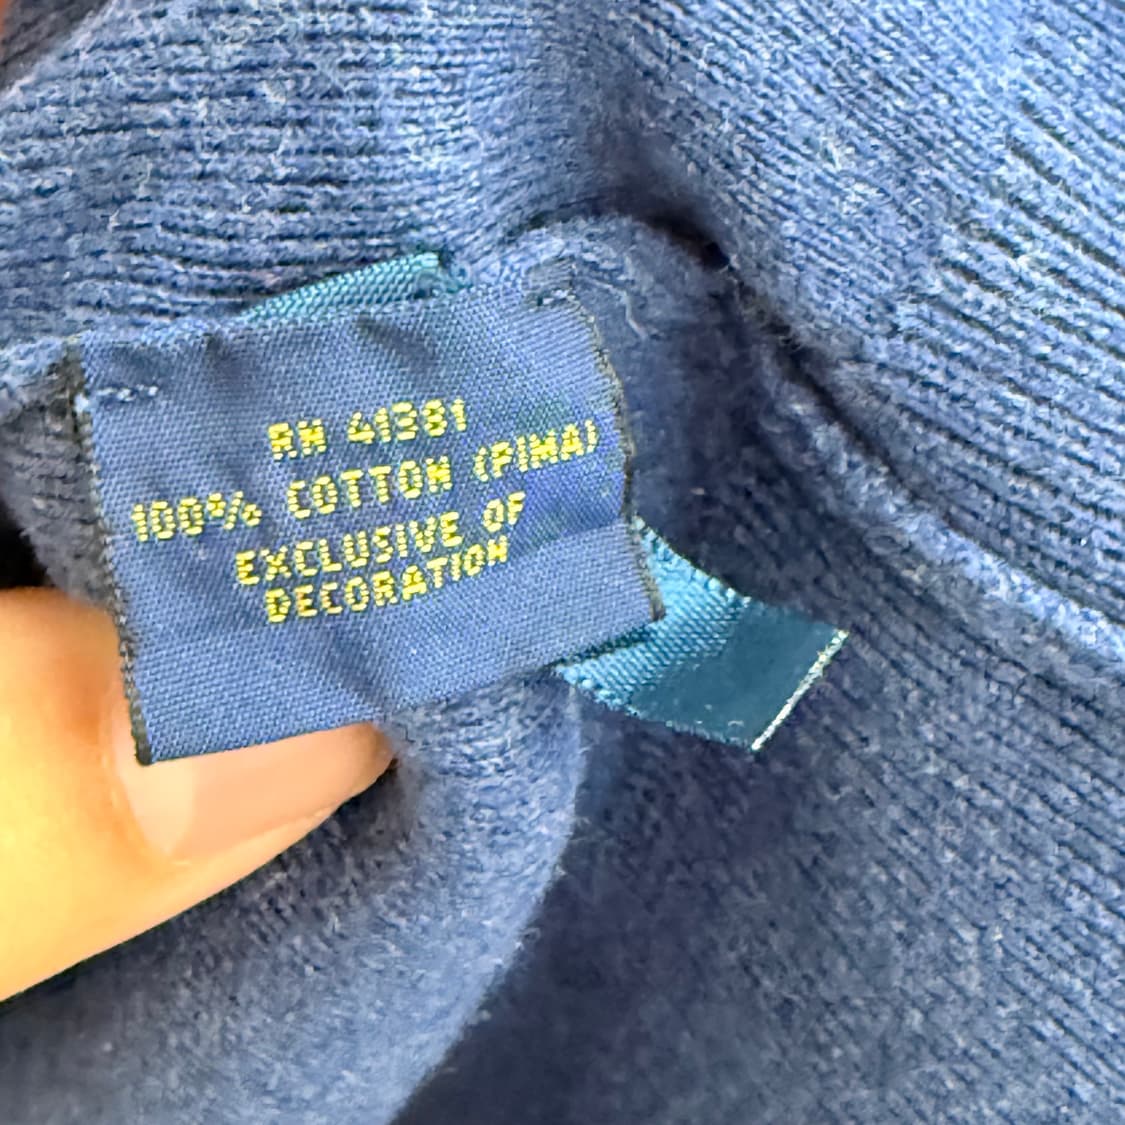 RN 41381
100% COTTON (PIMA)
EXCLUSIVE OF
DECORATION